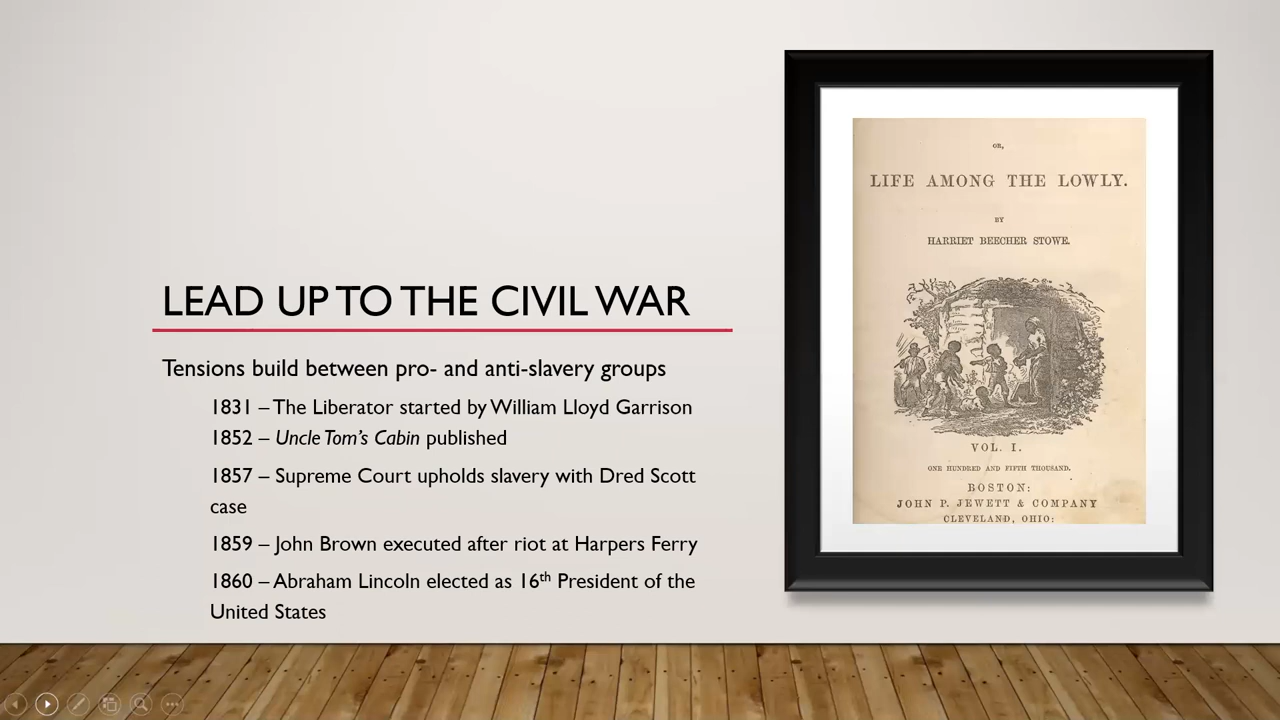 LEAD UP TO THE CIVIL WAR
Tensions build between pro- and anti-slavery groups
1831 – The Liberator started by William Lloyd Garrison
1852 – Uncle Tom’s Cabin published
1857 – Supreme Court upholds slavery with Dred Scott
case
1859 – John Brown executed after riot at Harpers Ferry
1860 – Abraham Lincoln elected as 16th President of the
United States
OR,
LIFE AMONG THE LOWLY.
BY
HARRIET BEECHER STOWE.
VOL. I.
ONE HUNDRED AND FIFTH THOUSAND.
BOSTON:
JOHN P. JEWETT & COMPANY
CLEVELAND, OHIO: